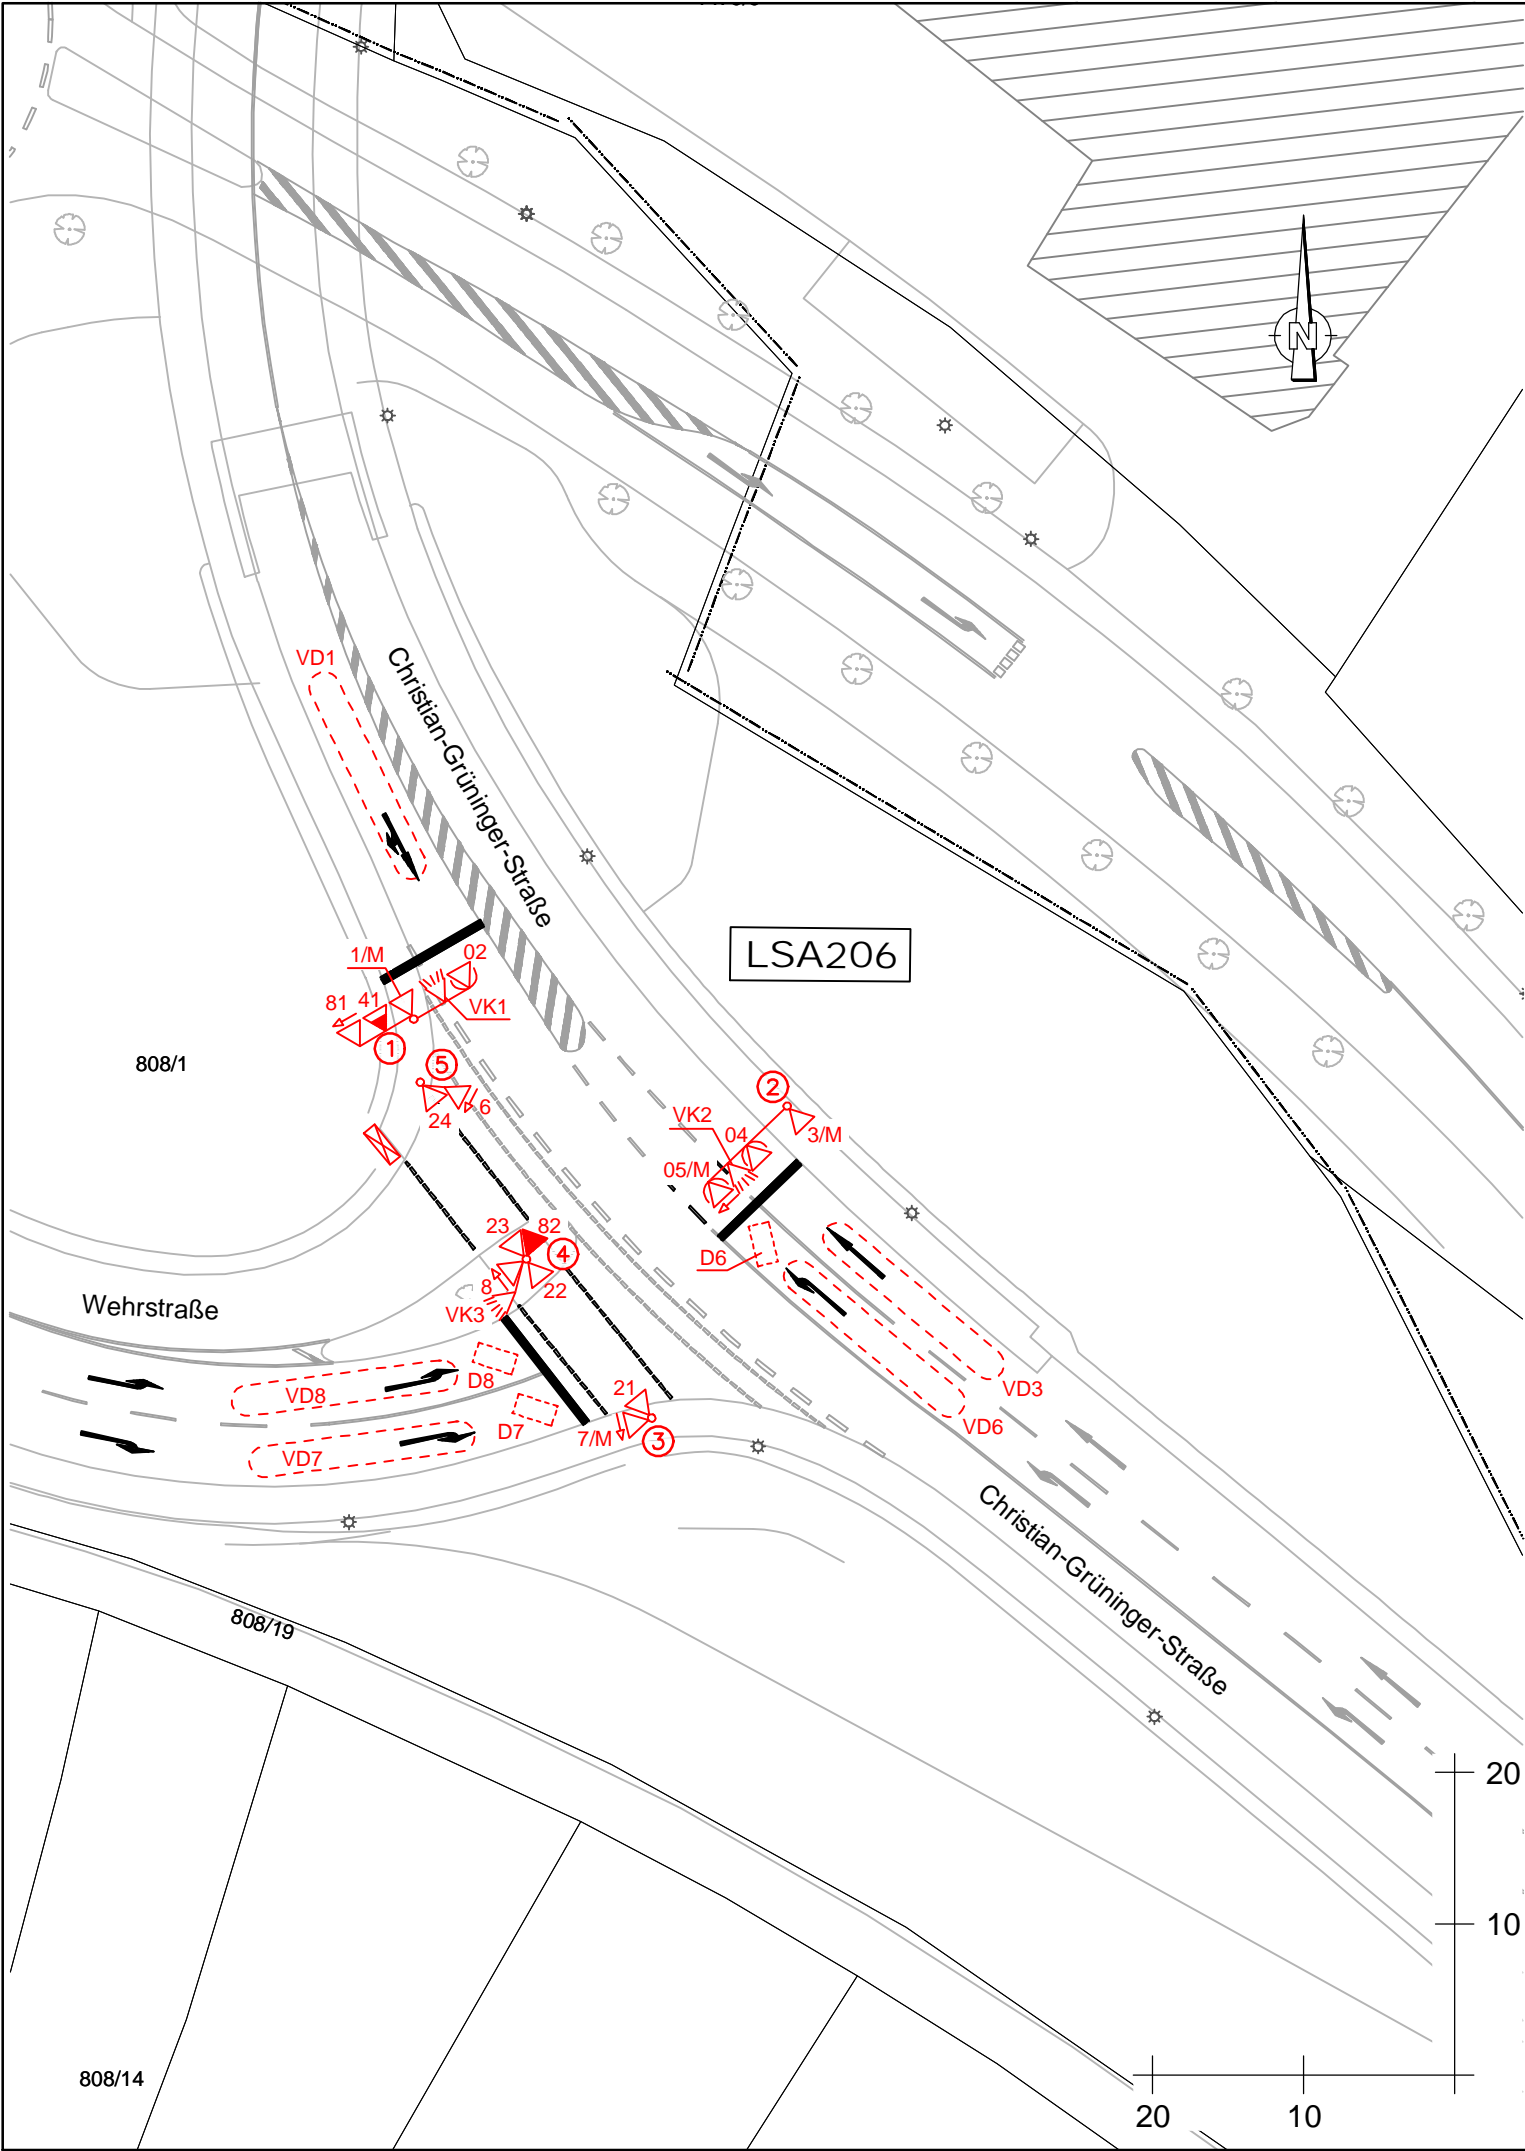 N
VD1
Christian-Grüninger-Straße
LSA206
1/M
02
81
41
VK1
1
808/1
5
2
6
24
VK2
04
3/M
05/M
23
82
4
D6
8
22
Wehrstraße
VK3
D8
VD8
VD3
21
VD6
D7
7/M
3
VD7
Christian-Grüninger-Straße
808/19
20
10
808/14
20
10